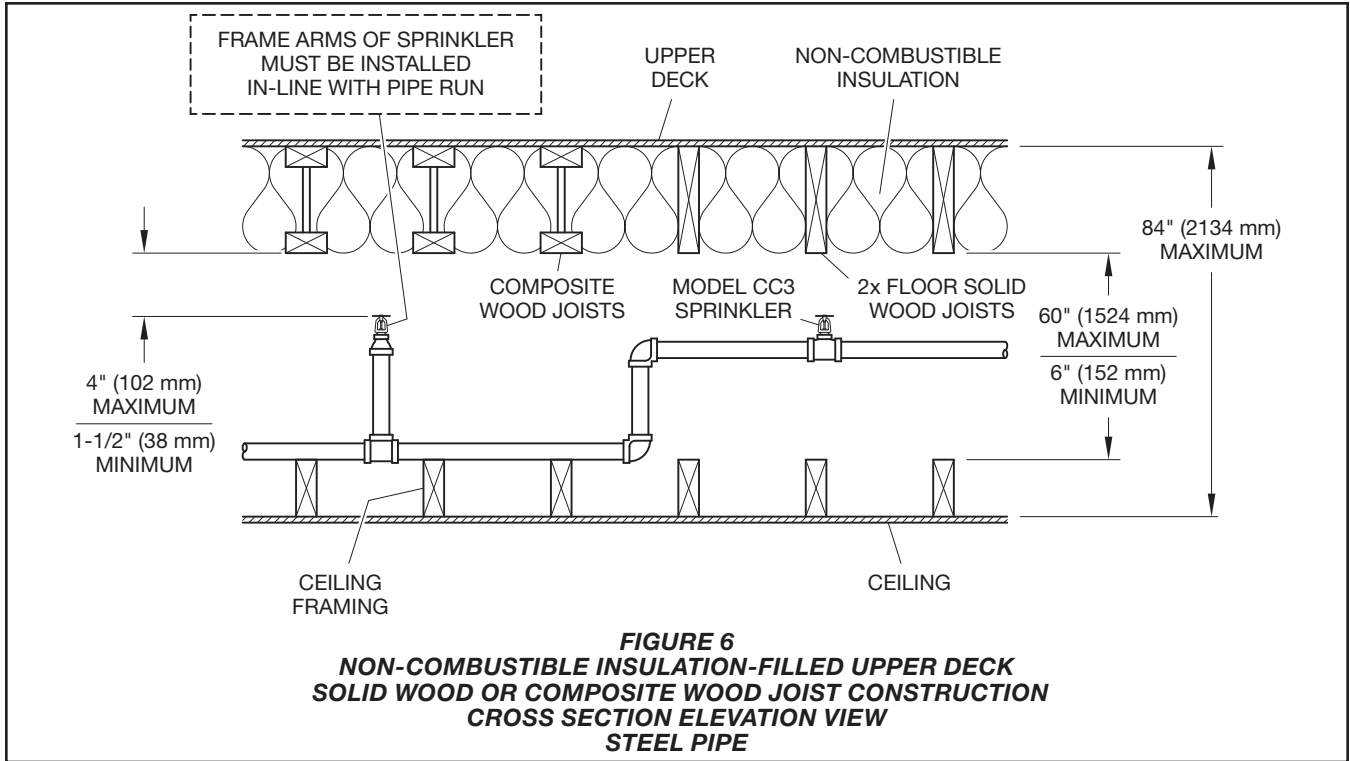 FRAME ARMS OF SPRINKLER
MUST BE INSTALLED
IN-LINE WITH PIPE RUN
UPPER
DECK
NON-COMBUSTIBLE
INSULATION
84" (2134 mm)
MAXIMUM
COMPOSITE
WOOD JOISTS
MODEL CC3
SPRINKLER
2x FLOOR SOLID
WOOD JOISTS
60" (1524 mm)
MAXIMUM
6" (152 mm)
MINIMUM
4" (102 mm)
MAXIMUM
1-1/2" (38 mm)
MINIMUM
CEILING
FRAMING
CEILING
FIGURE 6
NON-COMBUSTIBLE INSULATION-FILLED UPPER DECK
SOLID WOOD OR COMPOSITE WOOD JOIST CONSTRUCTION
CROSS SECTION ELEVATION VIEW
STEEL PIPE